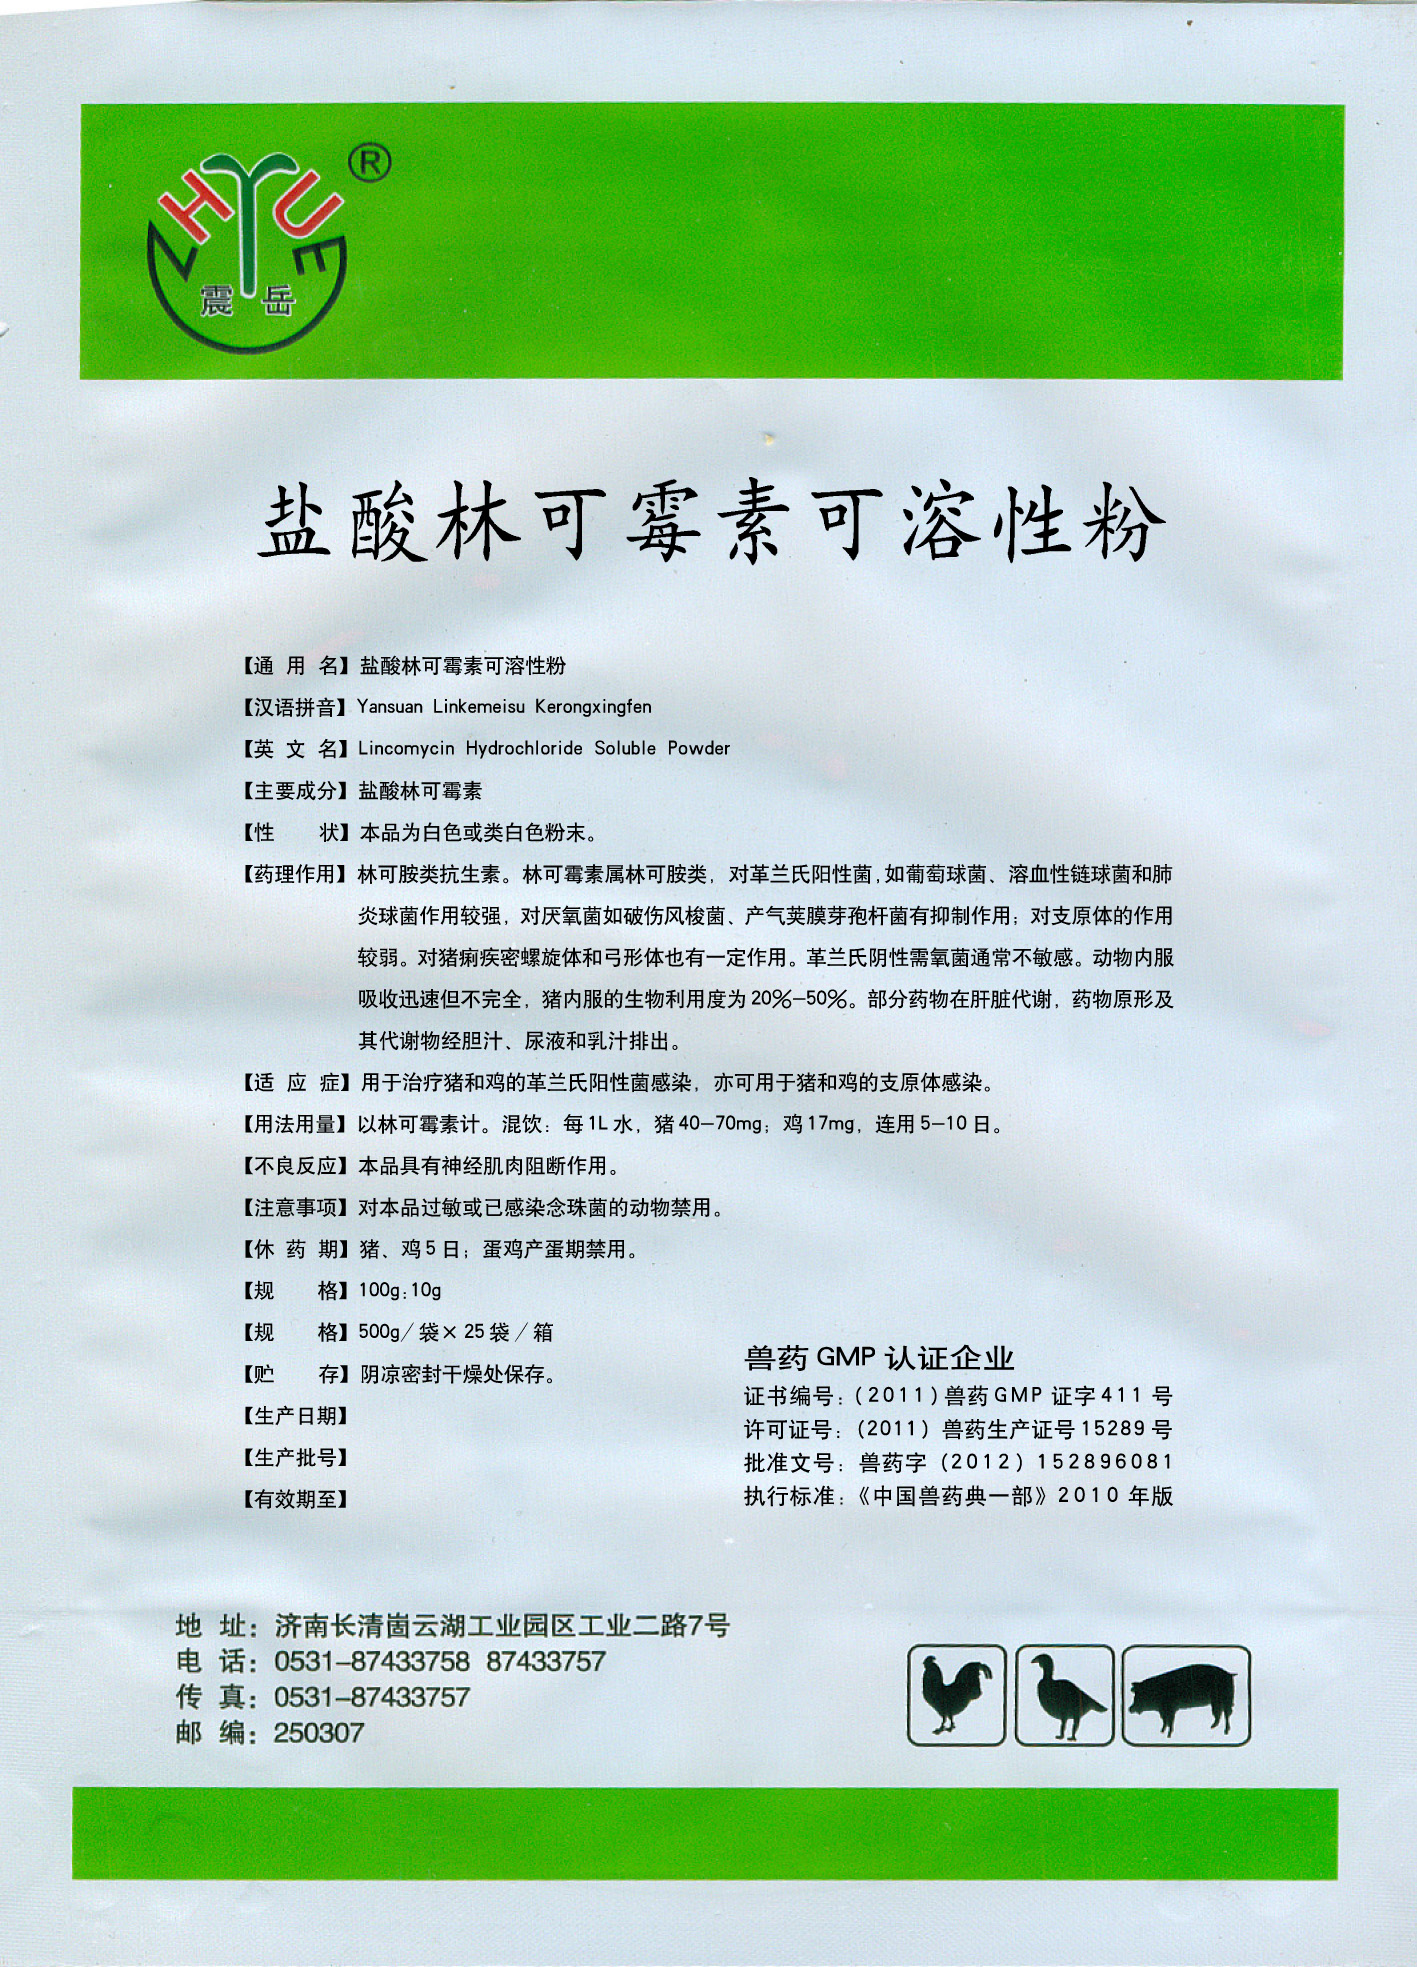 ZHYUE®
震岳
盐酸林可霉素可溶性粉
【通 用 名】盐酸林可霉素可溶性粉
【汉语拼音】Yansuan Linkemeisu Kerongxingfen
【英 文 名】Lincomycin Hydrochloride Soluble Powder
【主要成分】盐酸林可霉素
【性 状】本品为白色或类白色粉末。
【药理作用】林可胺类抗生素。林可霉素属林可胺类，对革兰氏阳性菌,如葡萄球菌、溶血性链球菌和肺
炎球菌作用较强，对厌氧菌如破伤风梭菌、产气荚膜芽孢杆菌有抑制作用；对支原体的作用
较弱。对猪痢疾密螺旋体和弓形体也有一定作用。革兰氏阴性需氧菌通常不敏感。动物内服
吸收迅速但不完全，猪内服的生物利用度为20%-50%。部分药物在肝脏代谢，药物原形及
其代谢物经胆汁、尿液和乳汁排出。
【适 应 症】用于治疗猪和鸡的革兰氏阳性菌感染，亦可用于猪和鸡的支原体感染。
【用法用量】以林可霉素计。混饮：每1L水，猪40-70mg；鸡17mg，连用5-10日。
【不良反应】本品具有神经肌肉阻断作用。
【注意事项】对本品过敏或已感染念珠菌的动物禁用。
【休 药 期】猪、鸡5日；蛋鸡产蛋期禁用。
【规 格】100g:10g
【规 格】500g/袋×25袋/箱
【贮 存】阴凉密封干燥处保存。
【生产日期】
【生产批号】
【有效期至】
兽药GMP认证企业
证书编号：(2011)兽药GMP证字411号
许可证号：(2011)兽药生产证号15289号
批准文号：兽药字(2012)152896081
执行标准：《中国兽药典一部》2010年版
地 址：济南长清崮云湖工业园区工业二路7号
电 话：0531-87433758 87433757
传 真：0531-87433757
邮 编：250307